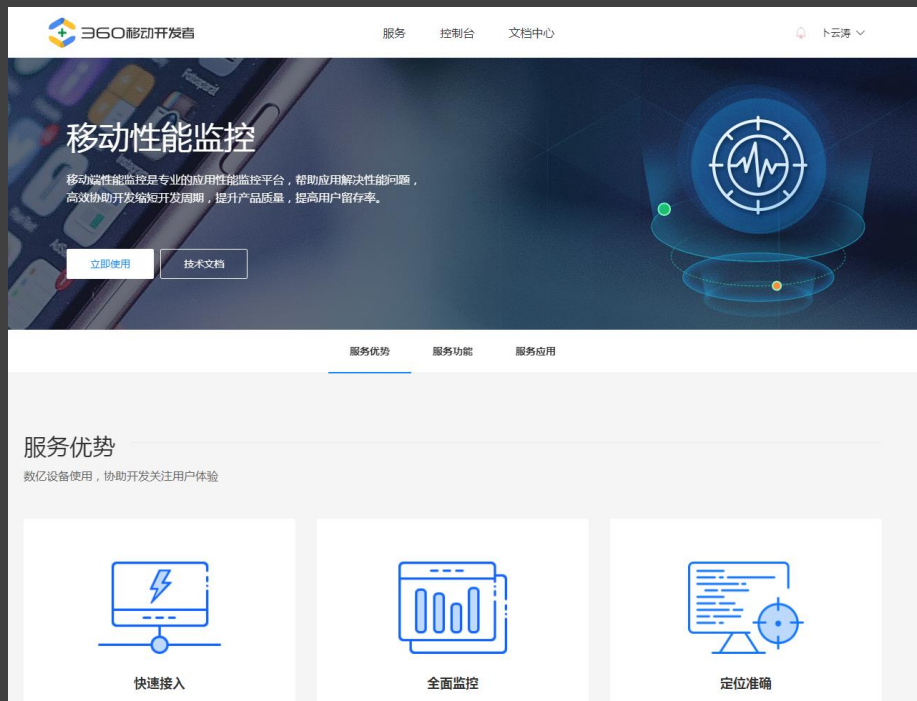 360移动开发者
服务 控制台 文档中心 卜云涛
移动性能监控
移动端性能监控是专业的应用性能监控平台，帮助应用解决性能问题，
高效协助开发缩短开发周期，提升产品质量，提高用户留存率。
立即使用 技术文档
服务优势 服务功能 服务应用
服务优势
数亿设备使用，协助开发关注用户体验
快速接入 全面监控 定位准确